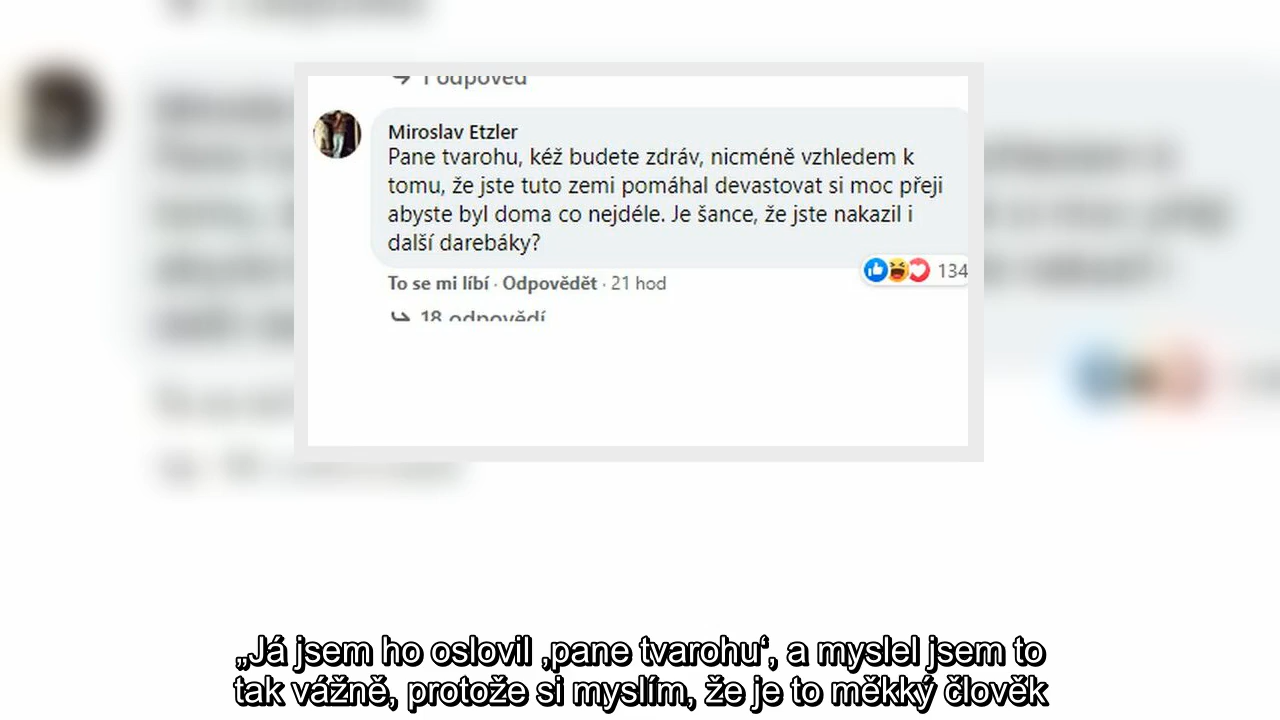 1 odpověď
Miroslav Etzler
Pane tvarohu, kéž budete zdráv, nicméně vzhledem k
tomu, že jste tuto zemi pomáhal devastovat si moc přeji
abyste byl doma co nejdéle. Je šance, že jste nakazil i
další darebáky?
134
To se mi líbí · Odpovědět · 21 hod
18 odpovědí
„Já jsem ho oslovil ‚pane tvarohu‘, a myslel jsem to
tak vážně, protože si myslím, že je to měkký člověk